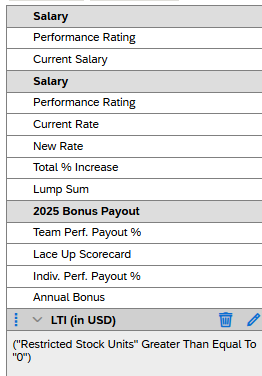 Salary
Performance Rating
Current Salary
Salary
Performance Rating
Current Rate
New Rate
Total % Increase
Lump Sum
2025 Bonus Payout
Team Perf. Payout %
Lace Up Scorecard
Indiv. Perf. Payout %
Annual Bonus
LTI (in USD)
("Restricted Stock Units" Greater Than Equal To
"0")